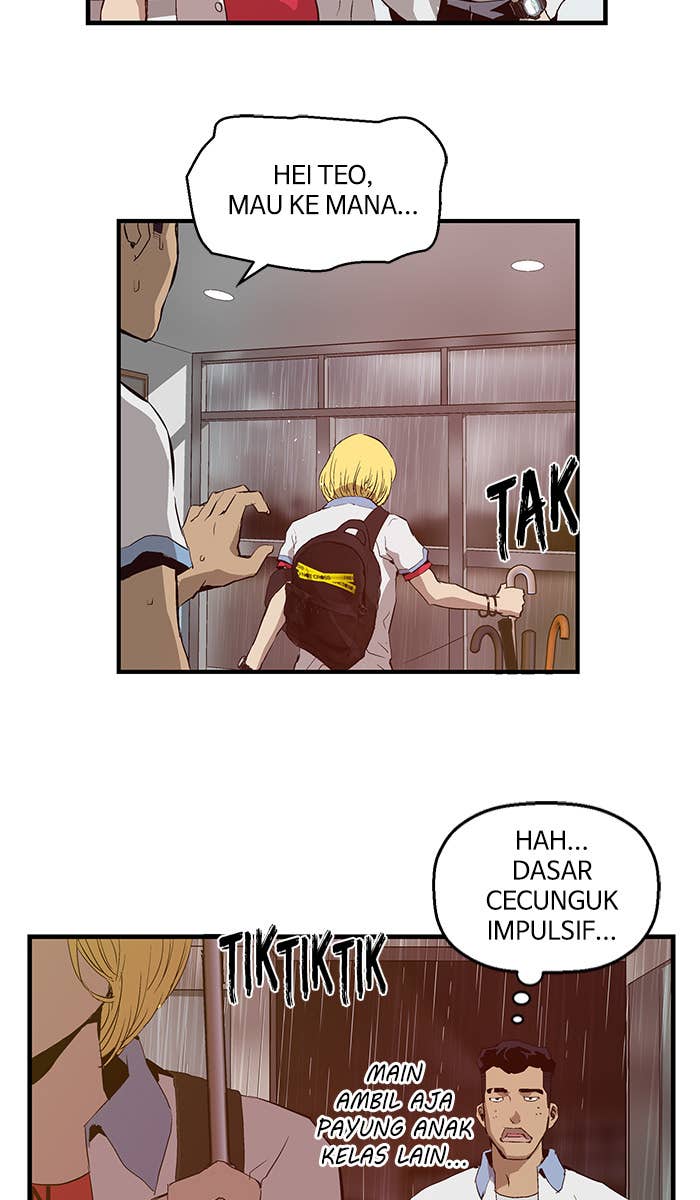 HEI TEO,
MAU KE MANA...
TAK
HAH...
DASAR
CECUNGUK
IMPULSIF...
TIKTIKTIK
MAIN
AMBIL AJA
PAYUNG ANAK
KELAS LAIN...